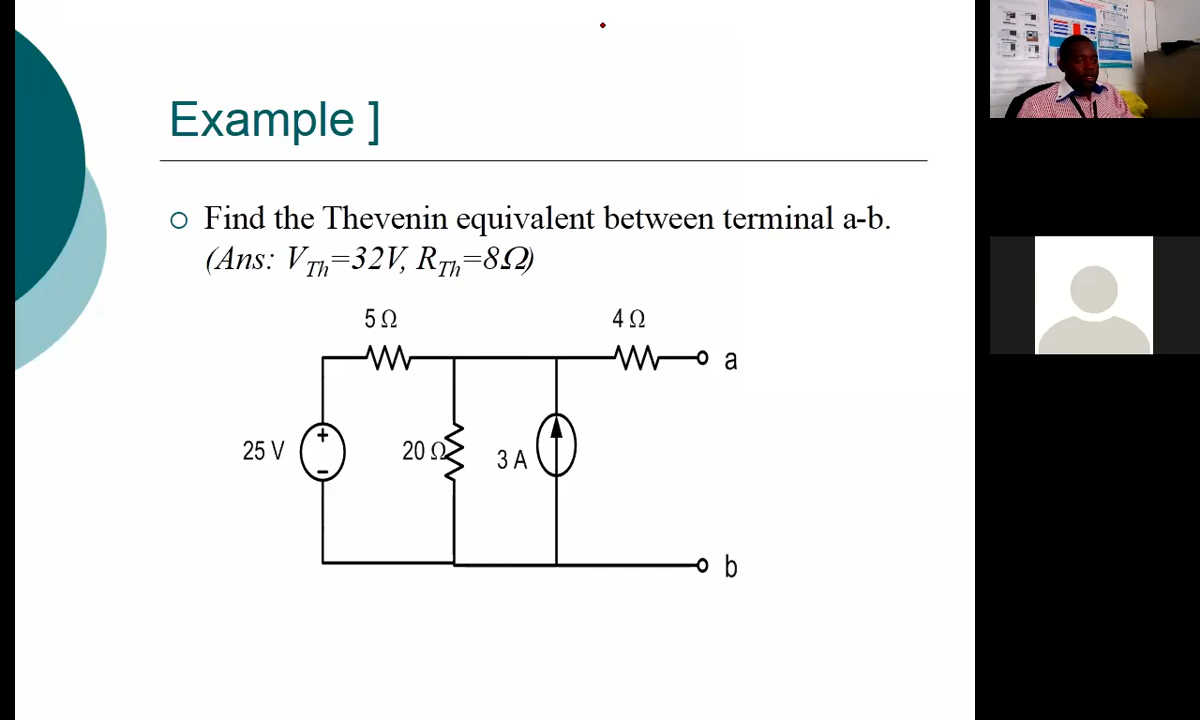 Example ]
Find the Thevenin equivalent between terminal a-b.
(Ans: VTh=32V, RTh=8Ω)
5 Ω
4 Ω
a
25 V
+
−
20 Ω
3 A
b